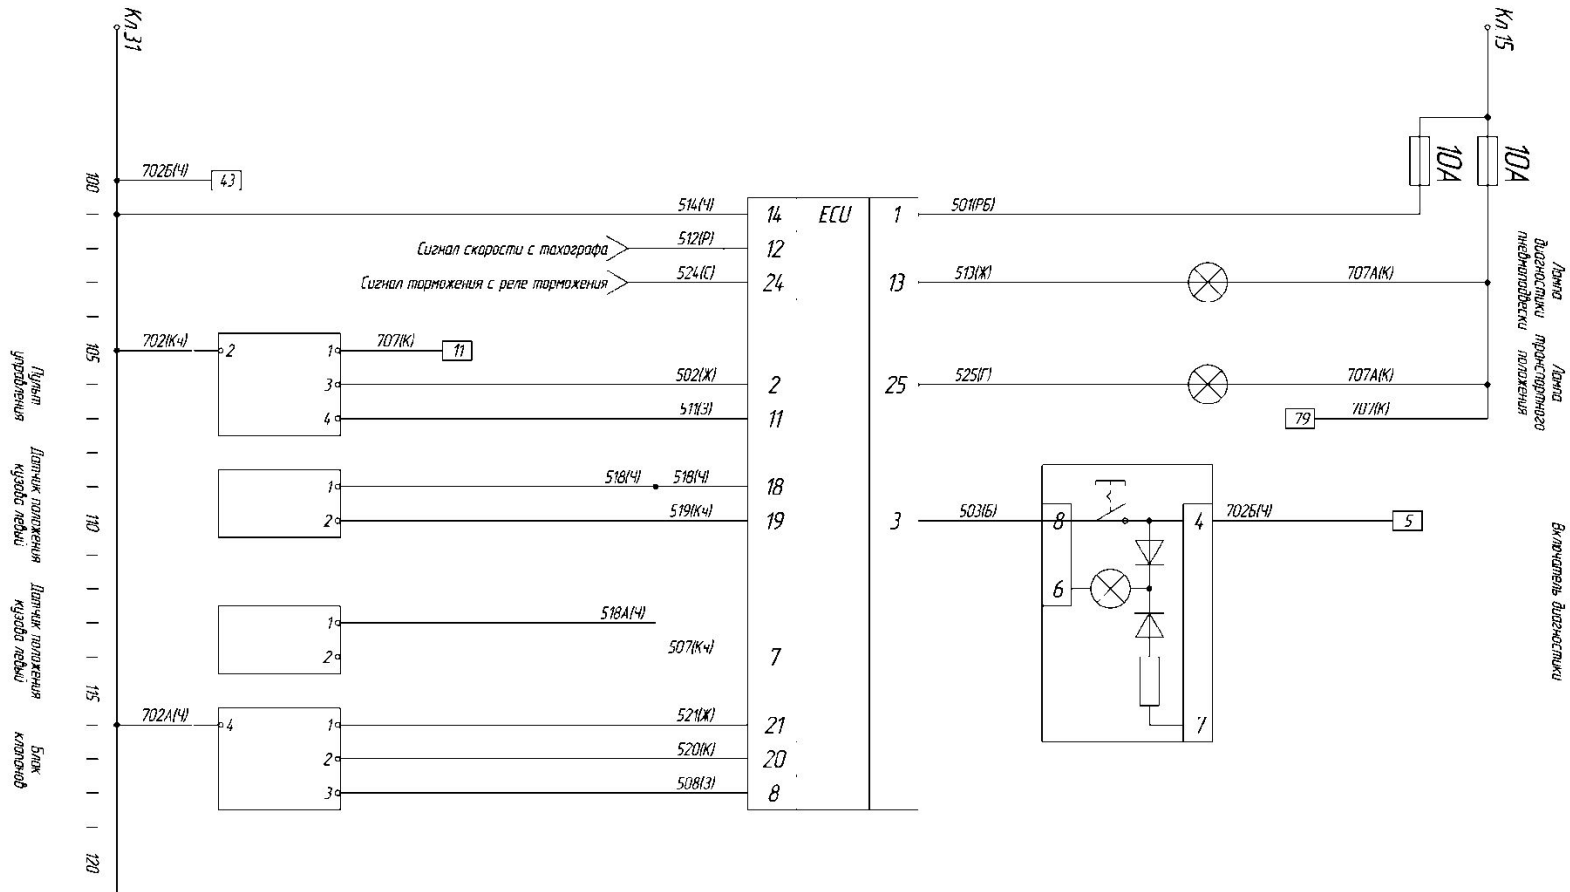 Кл.31
Кл.15
10А
10А
100
105
110
115
120
702Б(Ч)
43
514(Ч)
14
ECU
1
501(РБ)
Сигнал скорости с тахографа
512(Р)
12
Сигнал торможения с реле торможения
524(С)
24
13
513(Ж)
707А(К)
702(Кч)
2
1
707(К)
11
3
502(Ж)
2
25
525(Г)
707А(К)
4
511(З)
11
79
707(К)
1
518(Ч)
518(Ч)
18
2
519(Кч)
19
3
503(Б)
8
4
702Б(Ч)
5
6
7
1
518А(Ч)
2
507(Кч)
7
702А(Ч)
4
1
521(Ж)
21
2
520(К)
20
3
508(З)
8
Пульт
управления
Датчик положения
кузова левый
Датчик положения
кузова левый
Блок
клапанов
Лампа
диагностики
пневмоподвески
Лампа
транспортного
положения
Включатель диагностики